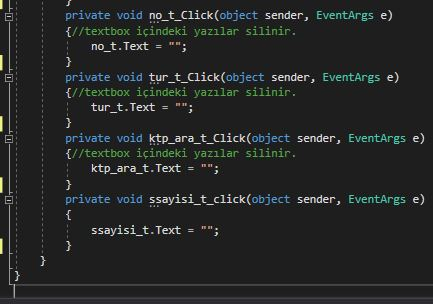 }
private void no_t_Click(object sender, EventArgs e)
{//textbox içindeki yazılar silinir.
no_t.Text = "";
}
private void tur_t_Click(object sender, EventArgs e)
{//textbox içindeki yazılar silinir.
tur_t.Text = "";
}
private void ktp_ara_t_Click(object sender, EventArgs e)
{//textbox içindeki yazılar silinir.
ktp_ara_t.Text = "";
}
private void ssayisi_t_click(object sender, EventArgs e)
{
ssayisi_t.Text = "";
}
}
}